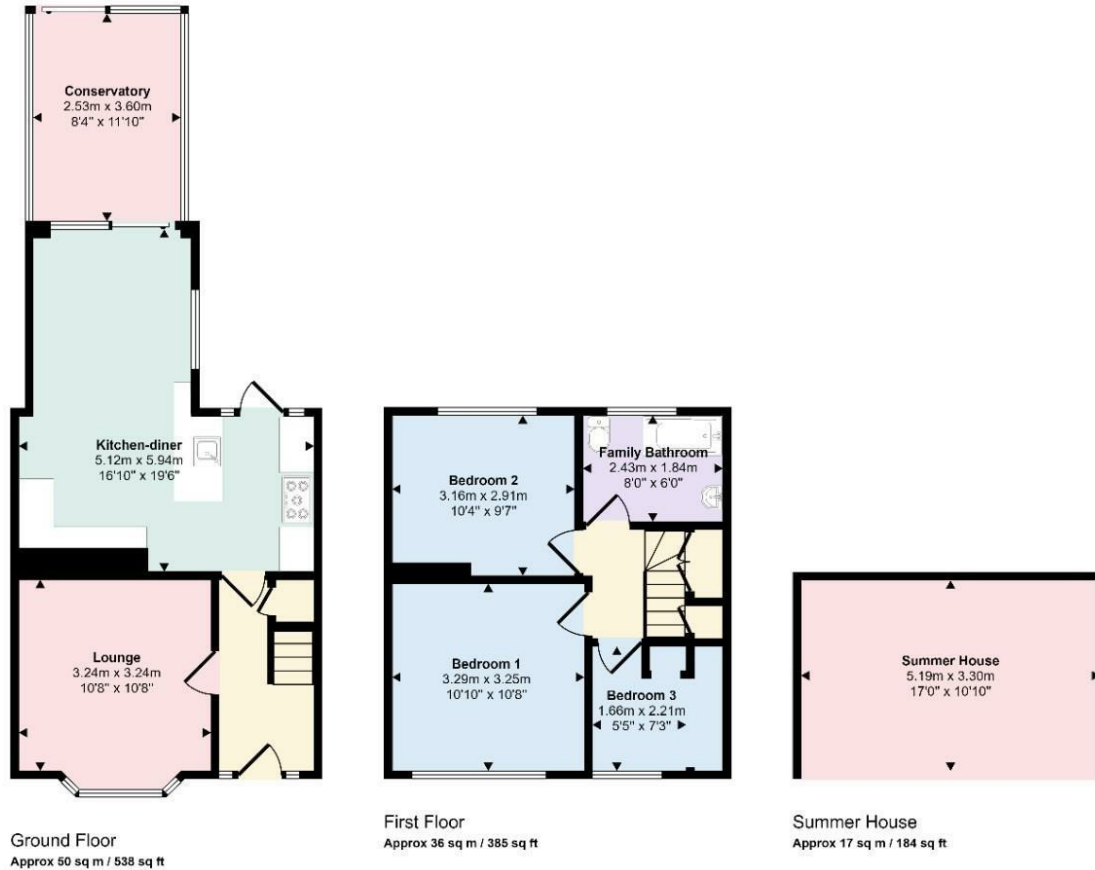 Conservatory
2.53m x 3.60m
8'4" x 11'10"
Kitchen-diner
5.12m x 5.94m
16'10" x 19'6"
Lounge
3.24m x 3.24m
10'8" x 10'8"
Ground Floor
Approx 50 sq m / 538 sq ft
Bedroom 2
3.16m x 2.91m
10'4" x 9'7"
Family Bathroom
2.43m x 1.84m
8'0" x 6'0"
Bedroom 1
3.29m x 3.25m
10'10" x 10'8"
Bedroom 3
1.66m x 2.21m
5'5" x 7'3"
First Floor
Approx 36 sq m / 385 sq ft
Summer House
5.19m x 3.30m
17'0" x 10'10"
Summer House
Approx 17 sq m / 184 sq ft